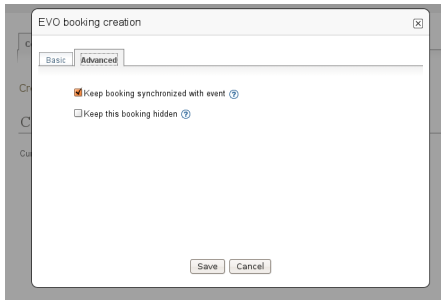 EVO booking creation
Basic
Advanced
Keep booking synchronized with event
Keep this booking hidden
Save
Cancel